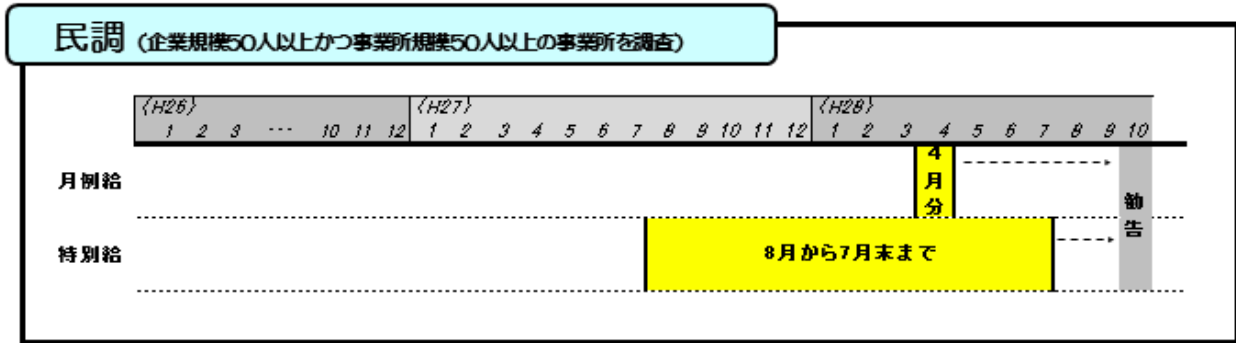 民調 (企業規模50人以上かつ事業所規模50人以上の事業所を調査)
〈H26〉 〈H27〉 〈H28〉
1 2 3 … 10 11 12 1 2 3 4 5 6 7 8 9 10 11 12 1 2 3 4 5 6 7 8 9 10
月例給
4月分
勧告
特別給
8月から7月末まで